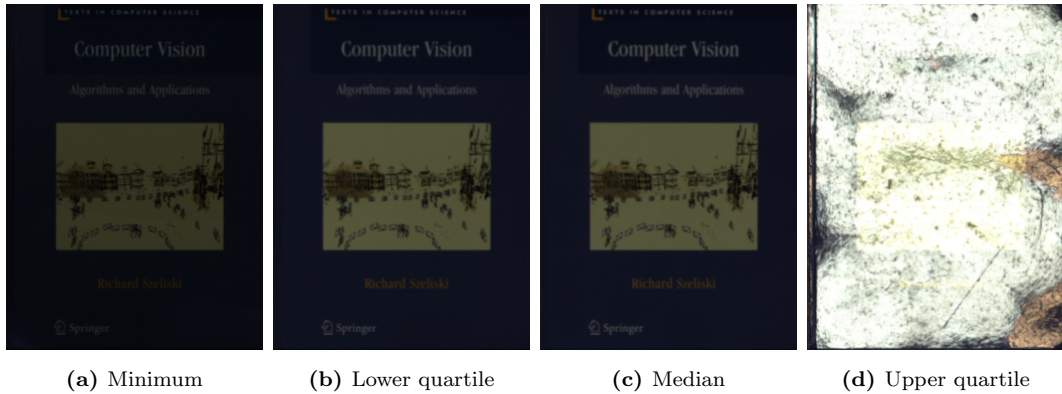 TEXTS IN COMPUTER SCIENCE
Computer Vision
Algorithms and Applications
Richard Szeliski
Springer
TEXTS IN COMPUTER SCIENCE
Computer Vision
Algorithms and Applications
Richard Szeliski
Springer
TEXTS IN COMPUTER SCIENCE
Computer Vision
Algorithms and Applications
Richard Szeliski
Springer
(a) Minimum
(b) Lower quartile
(c) Median
(d) Upper quartile